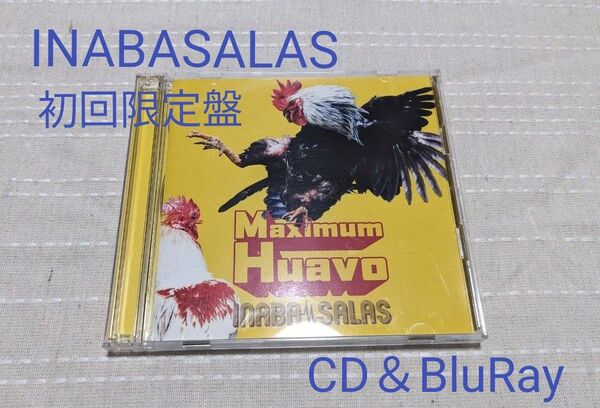 INABASALAS
初回限定盤
Maximum
Huavo
INABA/SALAS
CD＆BluRay